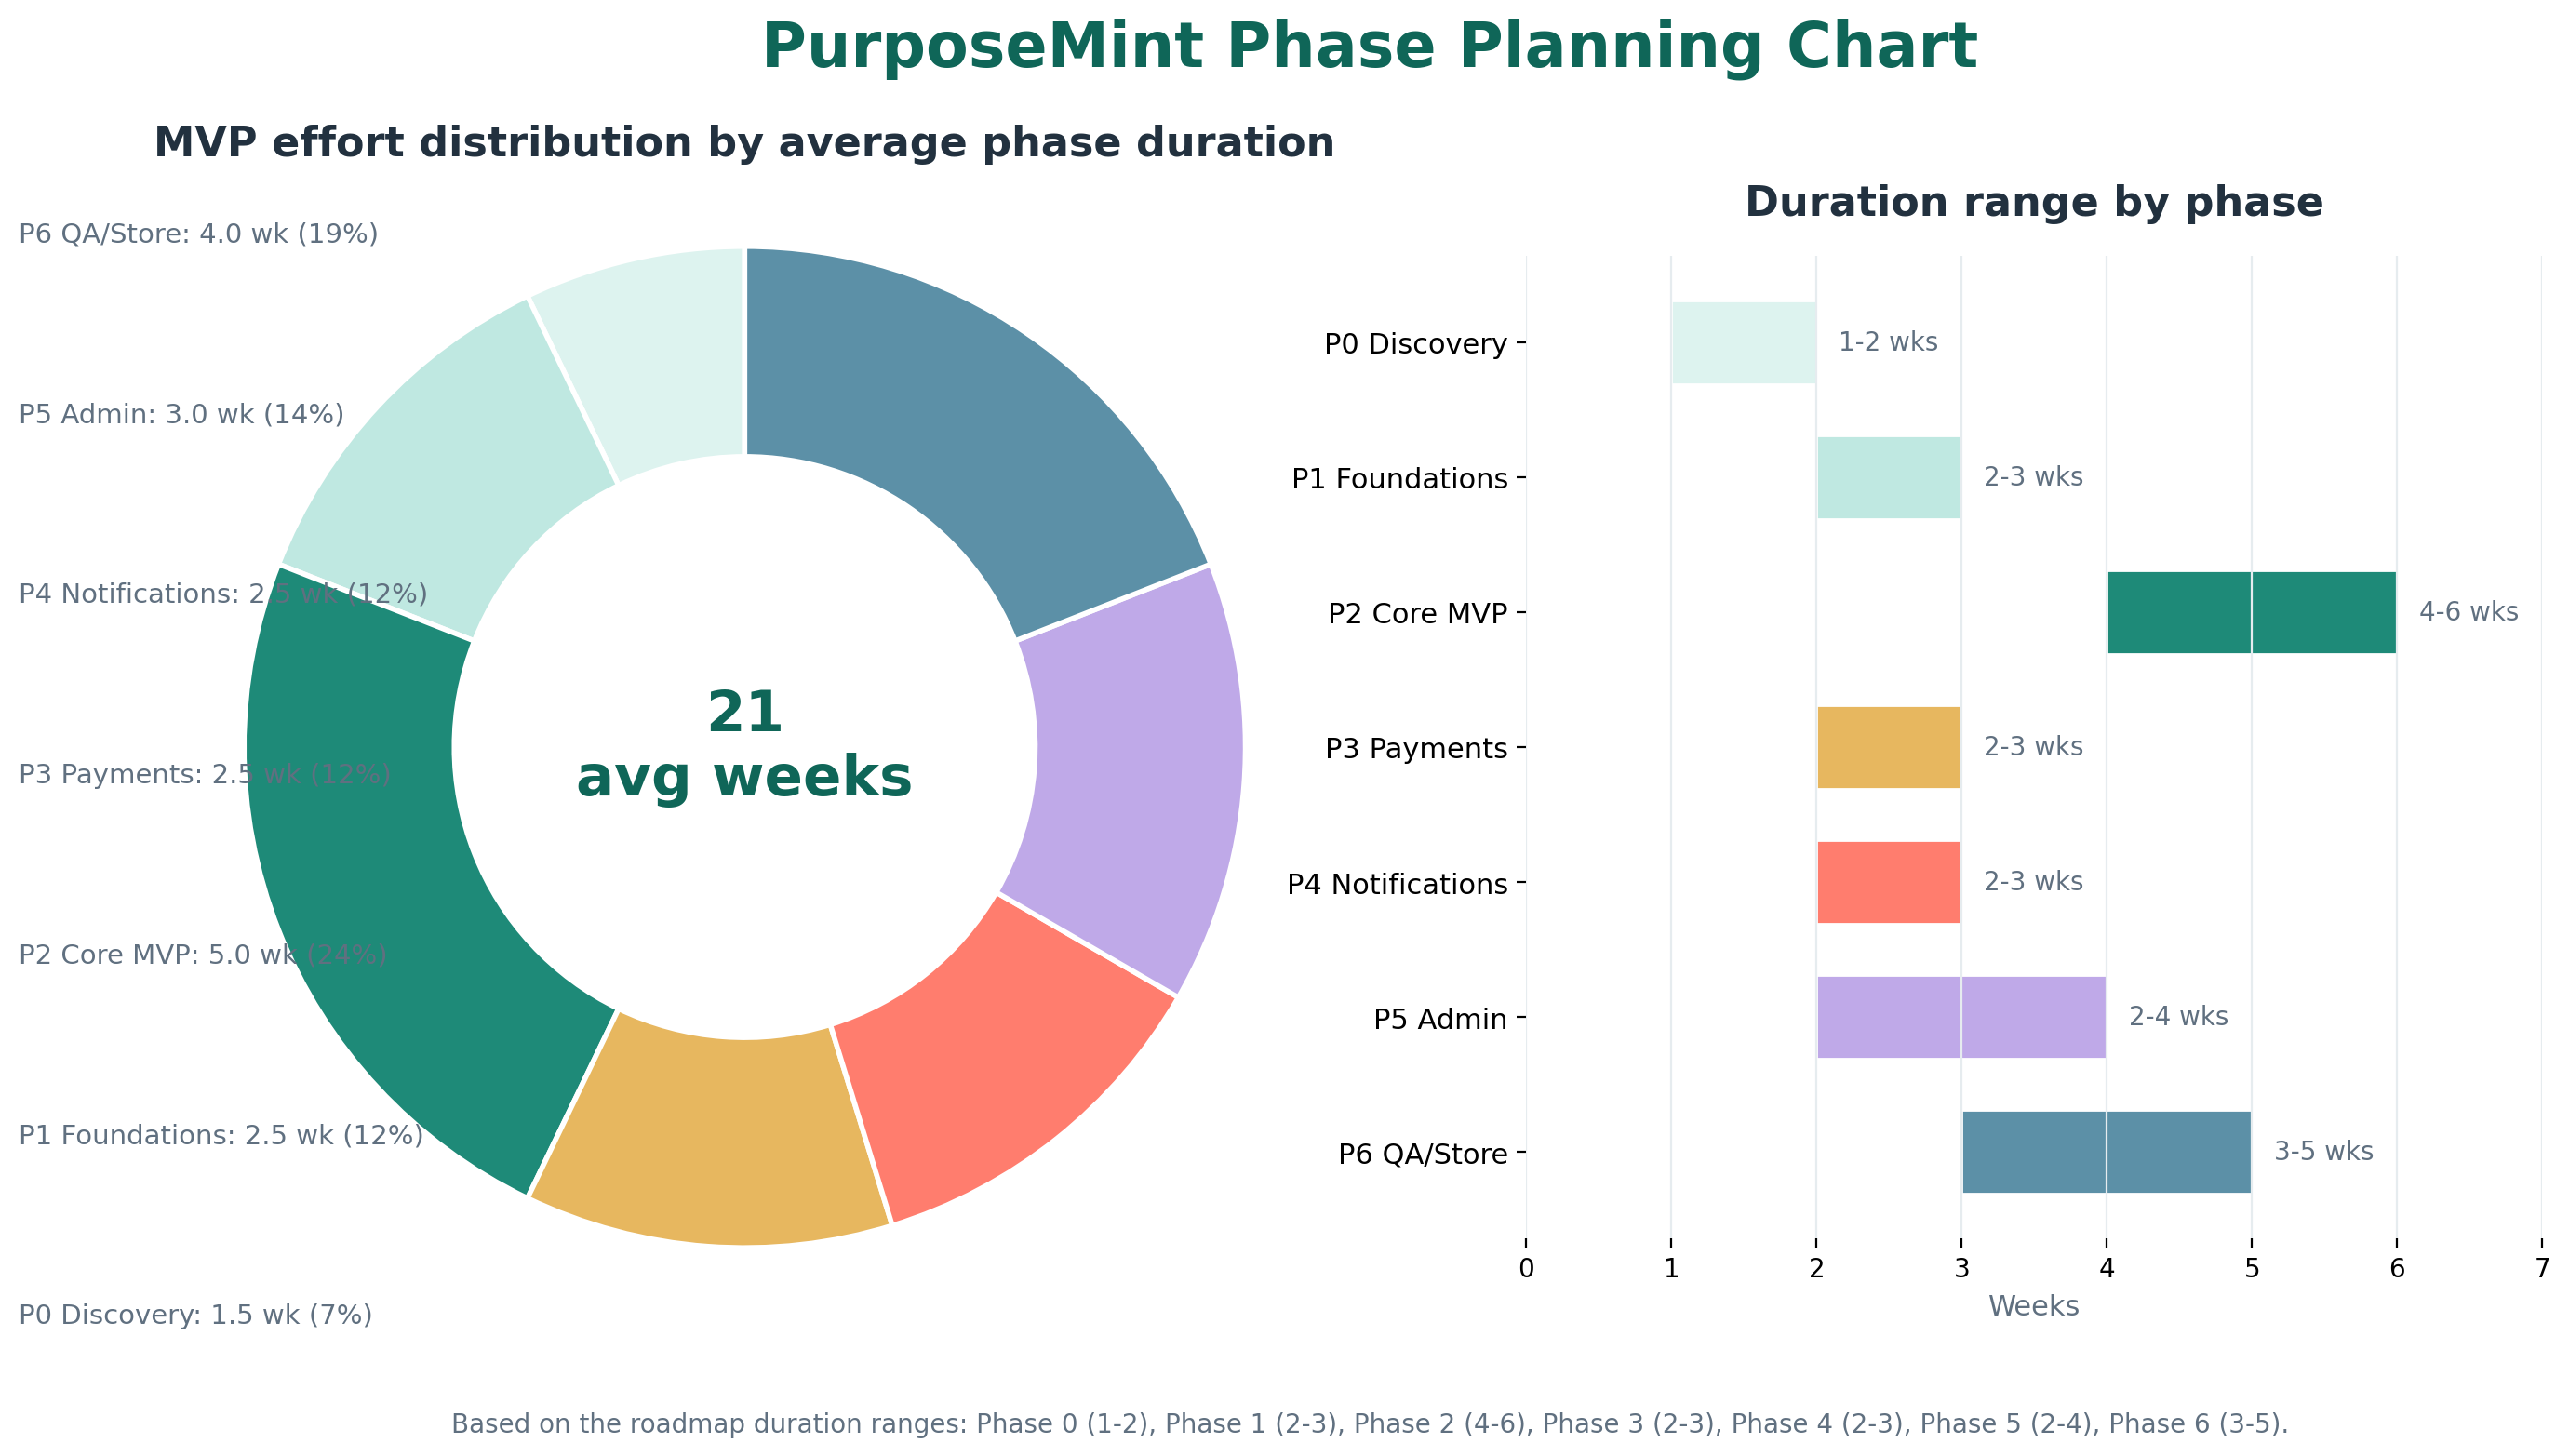 PurposeMint Phase Planning Chart
MVP effort distribution by average phase duration
P6 QA/Store: 4.0 wk (19%)
P5 Admin: 3.0 wk (14%)
P4 Notifications: 2.5 wk (12%)
P3 Payments: 2.5 wk (12%)
P2 Core MVP: 5.0 wk (24%)
P1 Foundations: 2.5 wk (12%)
P0 Discovery: 1.5 wk (7%)
21
avg weeks
Duration range by phase
P0 Discovery 1-2 wks
P1 Foundations 2-3 wks
P2 Core MVP 4-6 wks
P3 Payments 2-3 wks
P4 Notifications 2-3 wks
P5 Admin 2-4 wks
P6 QA/Store 3-5 wks
0 1 2 3 4 5 6 7
Weeks
Based on the roadmap duration ranges: Phase 0 (1-2), Phase 1 (2-3), Phase 2 (4-6), Phase 3 (2-3), Phase 4 (2-3), Phase 5 (2-4), Phase 6 (3-5).